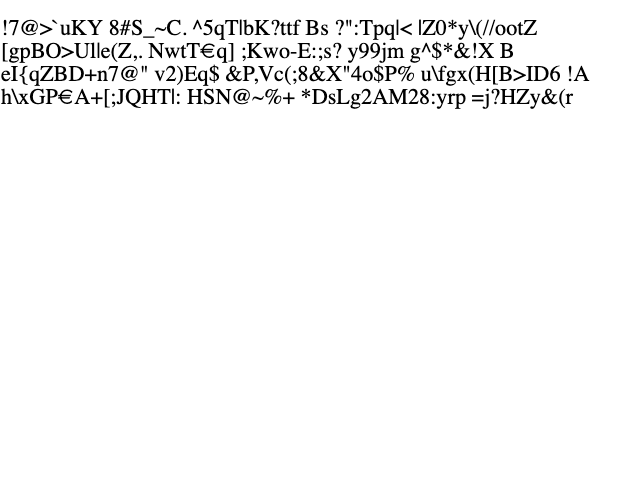 !7@>`uKY 8#S_~C. ^5qT|bK?ttf Bs ?":Tpq|< |Z0*y\(//ootZ
[gpBO>Ulle(Z,. NwtT€q] ;Kwo-E:;s? y99jm g^$*&!X B
eI{qZBD+n7@" v2)Eq$ &P,Vc(;8&X"4o$P% u\fgx(H[B>ID6 !A
h\xGP€A+[;JQHT|: HSN@~%+ *DsLg2AM28:yrp =j?HZy&(r